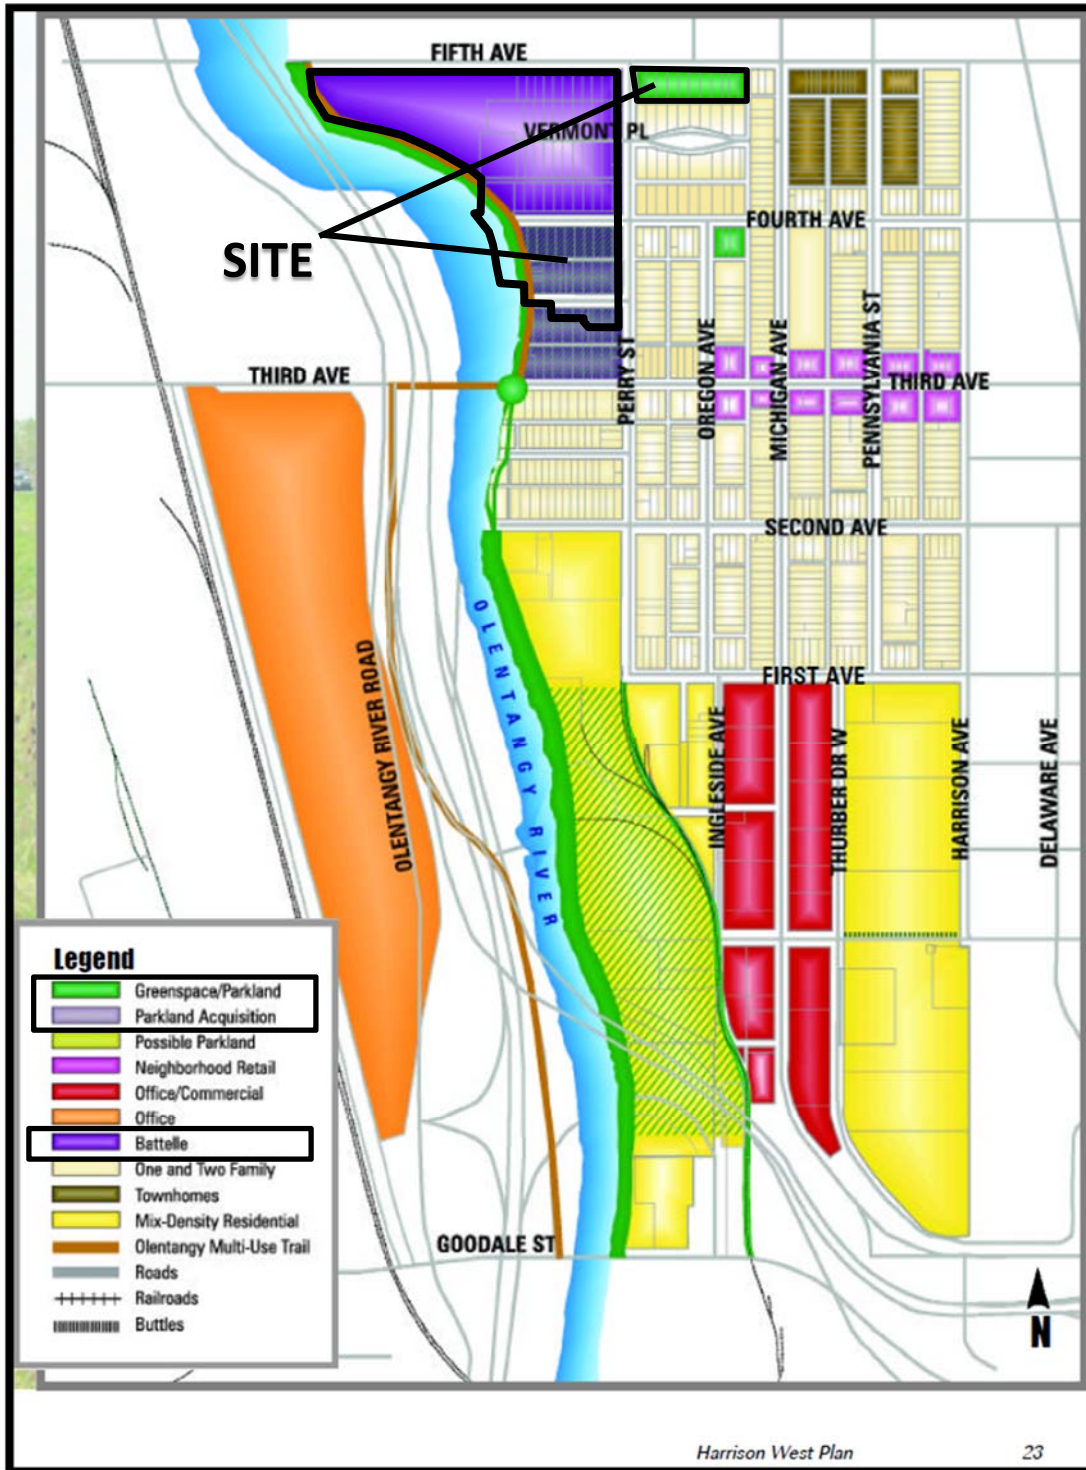 FIFTH AVE
VERMONT PL
FOURTH AVE
SITE
PERRY ST
OREGON AVE
MICHIGAN AVE
PENNSYLVANIA ST
THIRD AVE
THIRD AVE
SECOND AVE
OLENTANGY RIVER
OLENTANGY RIVER ROAD
FIRST AVE
INGLESIDE AVE
THURBER DR W
HARRISON AVE
DELAWARE AVE
GOODALE ST
Legend
Greenspace/Parkland
Parkland Acquisition
Possible Parkland
Neighborhood Retail
Office/Commercial
Office
Battelle
One and Two Family
Townhomes
Mix-Density Residential
Olentangy Multi-Use Trail
Roads
Railroads
Buttles
N
Harrison West Plan 23